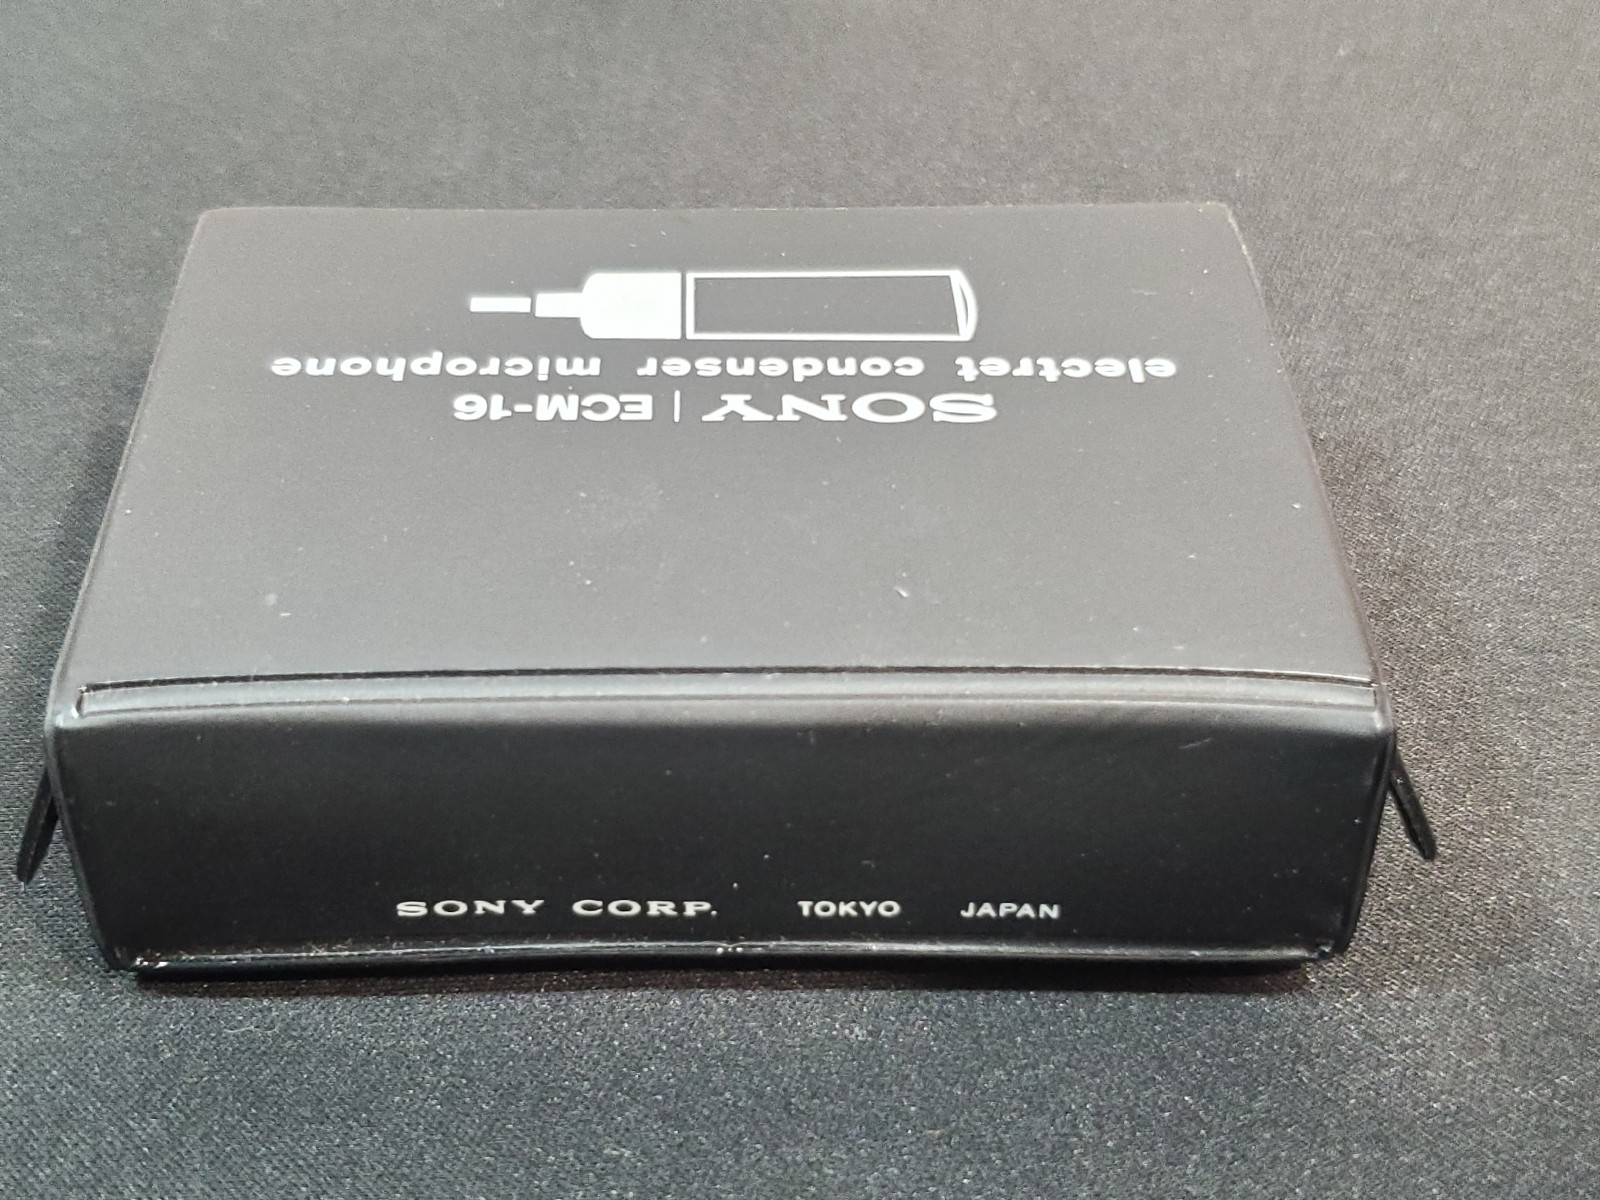 SONY | ECM-16
electret condenser microphone
SONY CORP. TOKYO JAPAN